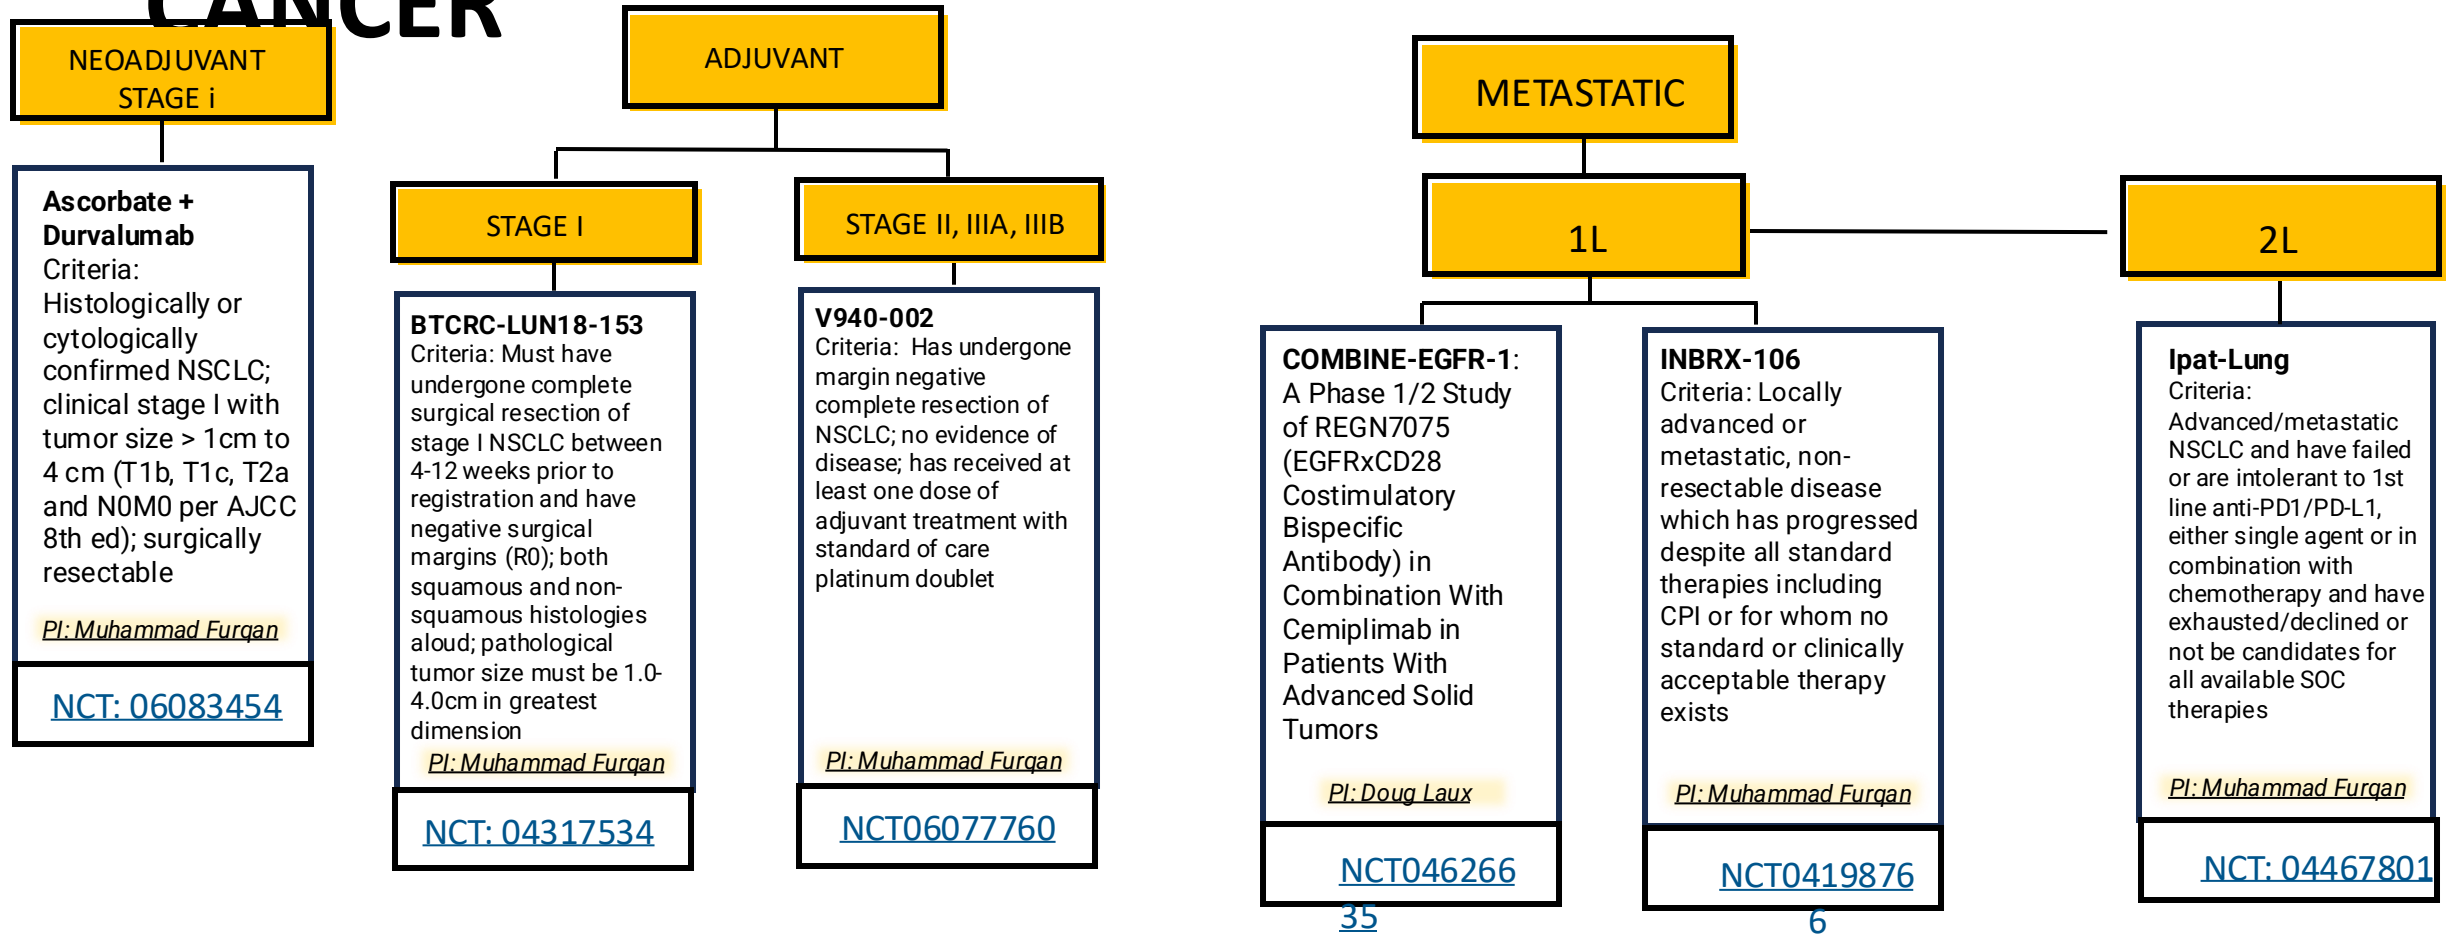 CANCER
NEOADJUVANT
STAGE i
Ascorbate +
Durvalumab
Criteria:
Histologically or
cytologically
confirmed NSCLC;
clinical stage I with
tumor size > 1cm to
4 cm (T1b, T1c, T2a
and N0M0 per AJCC
8th ed); surgically
resectable
PI: Muhammad Furqan
NCT: 06083454
ADJUVANT
STAGE I
BTCRC-LUN18-153
Criteria: Must have
undergone complete
surgical resection of
stage I NSCLC between
4-12 weeks prior to
registration and have
negative surgical
margins (R0); both
squamous and non-
squamous histologies
aloud; pathological
tumor size must be 1.0-
4.0cm in greatest
dimension
PI: Muhammad Furqan
NCT: 04317534
STAGE II, IIIA, IIIB
V940-002
Criteria: Has undergone
margin negative
complete resection of
NSCLC; no evidence of
disease; has received at
least one dose of
adjuvant treatment with
standard of care
platinum doublet
PI: Muhammad Furqan
NCT06077760
METASTATIC
1L
COMBINE-EGFR-1:
A Phase 1/2 Study
of REGN7075
(EGFRxCD28
Costimulatory
Bispecific
Antibody) in
Combination With
Cemiplimab in
Patients With
Advanced Solid
Tumors
PI: Doug Laux
NCT046266
35
INBRX-106
Criteria: Locally
advanced or
metastatic, non-
resectable disease
which has progressed
despite all standard
therapies including
CPI or for whom no
standard or clinically
acceptable therapy
exists
PI: Muhammad Furqan
NCT0419876
6
2L
Ipat-Lung
Criteria:
Advanced/metastatic
NSCLC and have failed
or are intolerant to 1st
line anti-PD1/PD-L1,
either single agent or in
combination with
chemotherapy and have
exhausted/declined or
not be candidates for
all available SOC
therapies
PI: Muhammad Furqan
NCT: 04467801